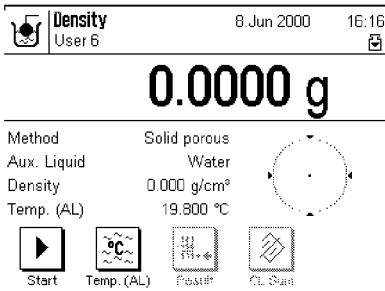 Density 8.Jun 2000 16:16
User 6
0.0000 g
Method Solid porous
Aux. Liquid Water
Density 0.000 g/cm³
Temp. (AL) 19.800 °C
°C
Start Temp. (AL) Result